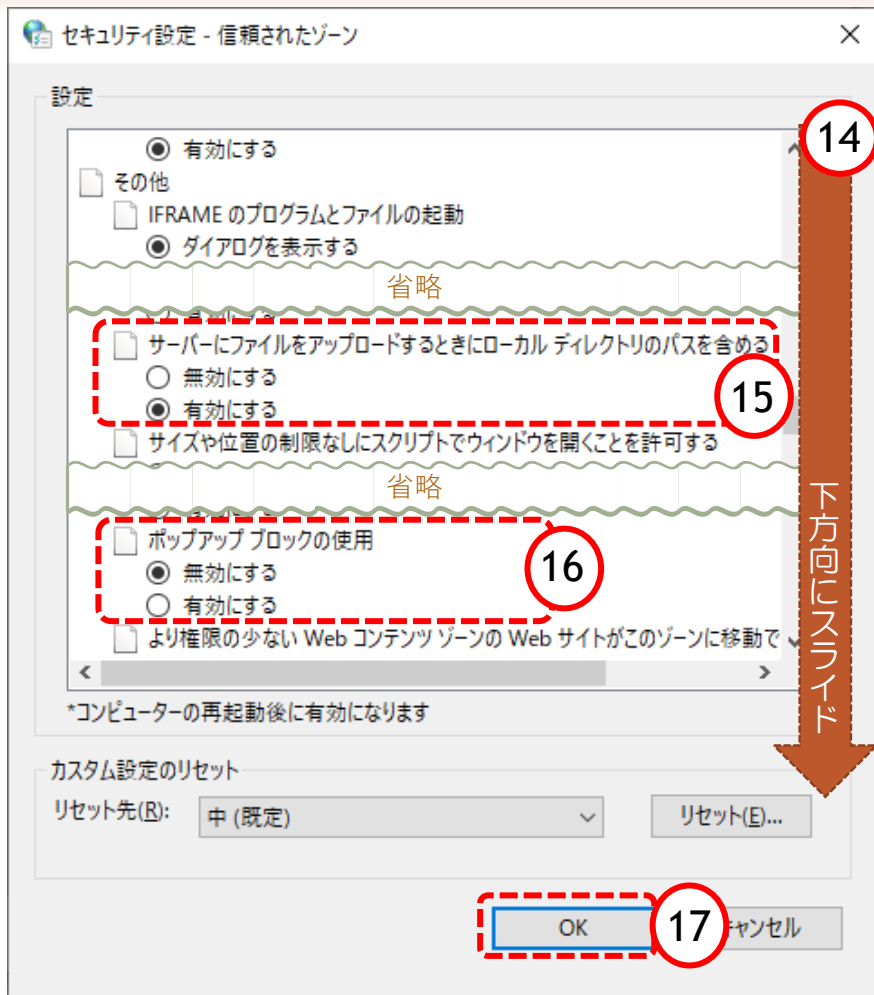 セキュリティ設定 - 信頼されたゾーン
設定
14
有効にする
その他
IFRAME のプログラムとファイルの起動
ダイアログを表示する
省略
サーバーにファイルをアップロードするときにローカル ディレクトリのパスを含める
無効にする
15
有効にする
サイズや位置の制限なしにスクリプトでウィンドウを開くことを許可する
省略
下方向にスライド
ポップアップ ブロックの使用
16
無効にする
有効にする
より権限の少ない Web コンテンツ ゾーンの Web サイトがこのゾーンに移動で
*コンピューターの再起動後に有効になります
カスタム設定のリセット
リセット先(R):
中 (既定)
リセット(E)...
OK
17
ャンセル